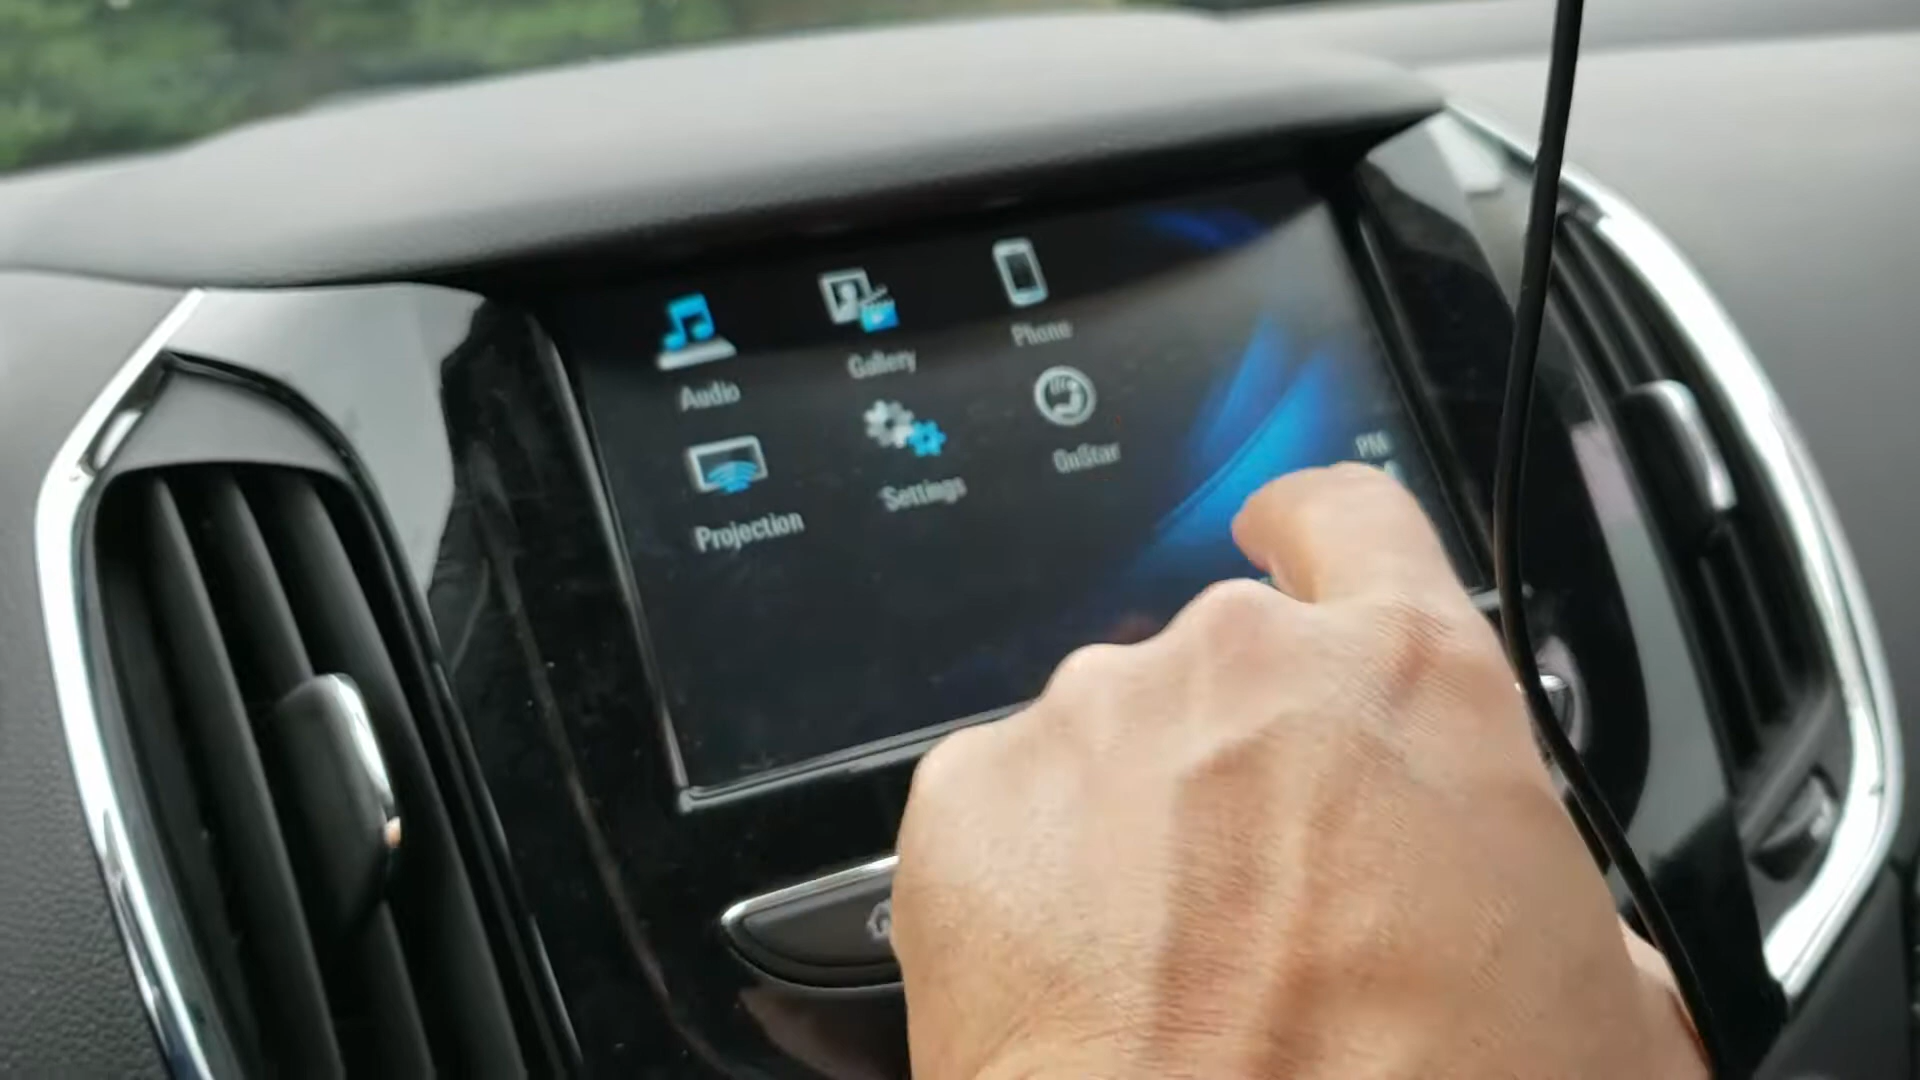 Audio
Gallery
Phone
Projection
Settings
OnStar
PM